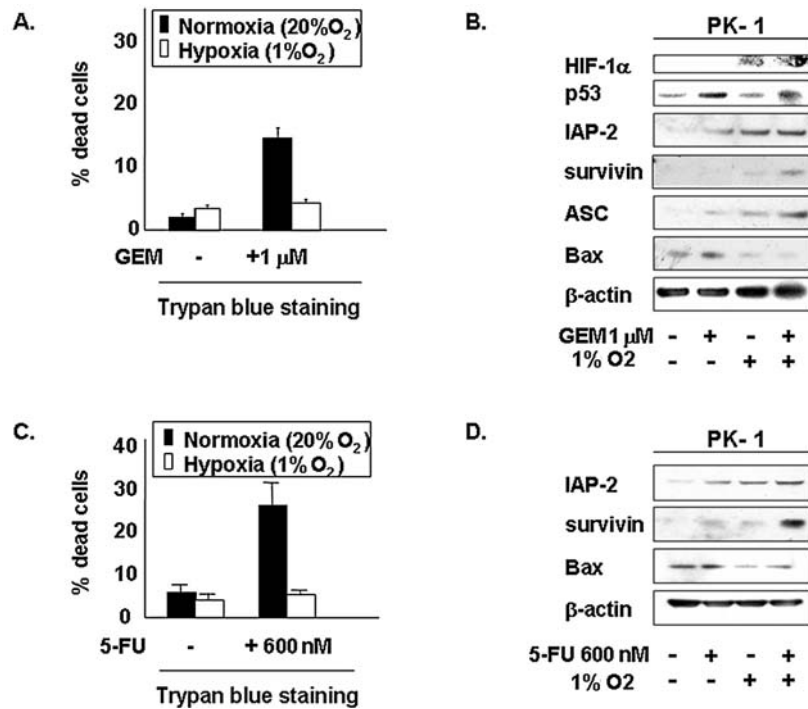 A.
Normoxia (20%O₂)
Hypoxia (1%O₂)
% dead cells
30
20
10
0
GEM - +1 μM
Trypan blue staining
B.
PK- 1
HIF-1α
p53
IAP-2
survivin
ASC
Bax
β-actin
GEM1 μM - + - +
1% O2 - - + +
C.
Normoxia (20% O₂)
Hypoxia (1% O₂)
% dead cells
40
30
20
10
0
5-FU - + 600 nM
Trypan blue staining
D.
PK- 1
IAP-2
survivin
Bax
β-actin
5-FU 600 nM - + - +
1% O2 - - + +